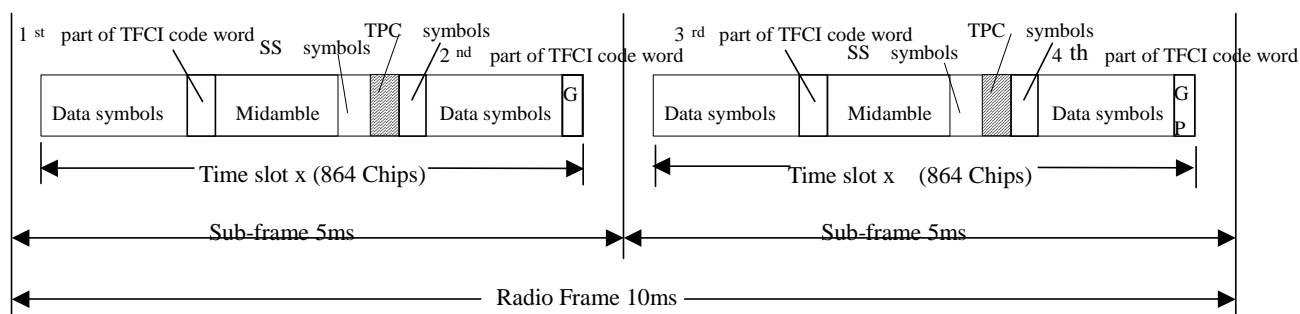 1 st part of TFCI code word
SS symbols
TPC symbols
2 nd part of TFCI code word
Data symbols
Midamble
Data symbols
G
Time slot x (864 Chips)
Sub-frame 5ms
3 rd part of TFCI code word
SS symbols
TPC symbols
4 th part of TFCI code word
Data symbols
Midamble
Data symbols
G
P
Time slot x (864 Chips)
Sub-frame 5ms
Radio Frame 10ms